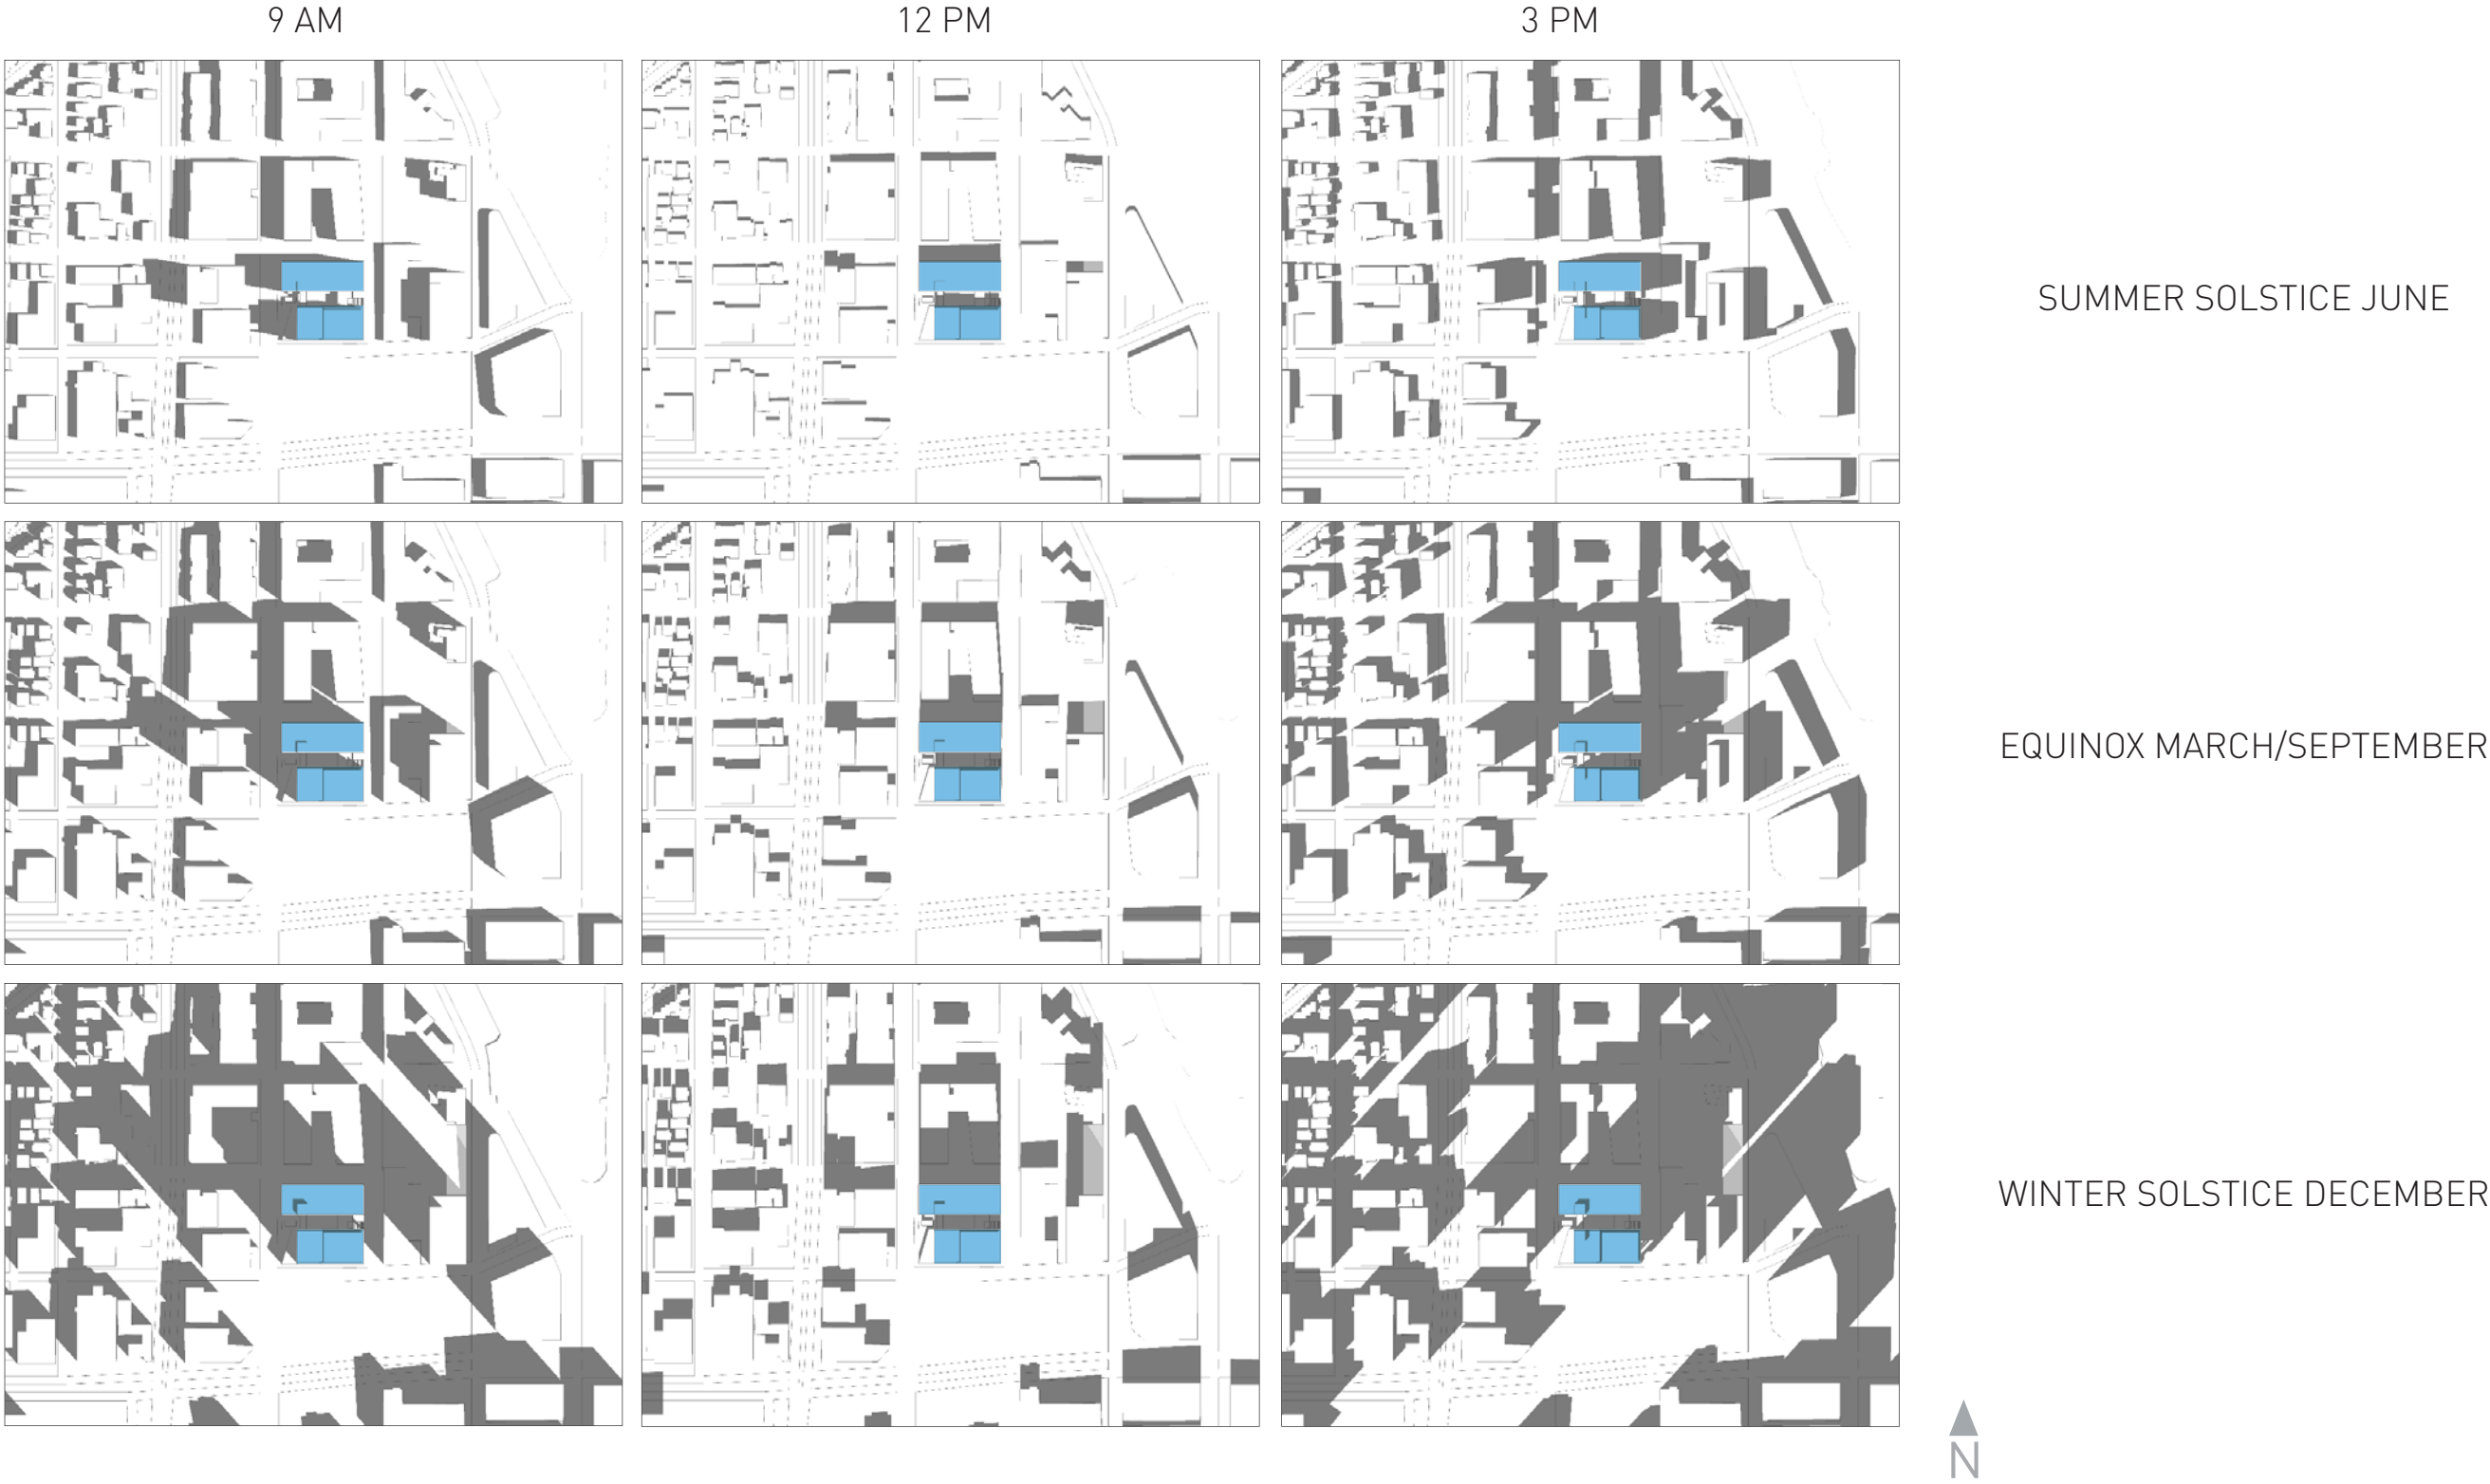 9 AM
12 PM
3 PM
SUMMER SOLSTICE JUNE
EQUINOX MARCH/SEPTEMBER
WINTER SOLSTICE DECEMBER
N